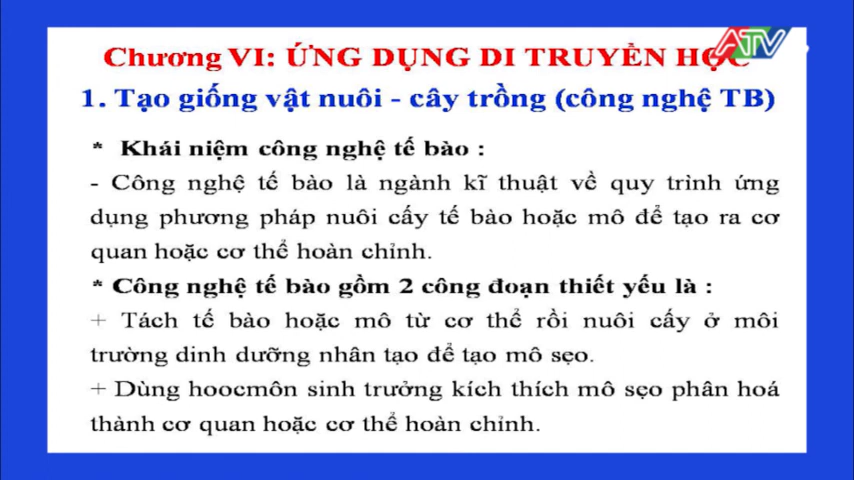 Chương VI: ỨNG DỤNG DI TRUYỀN HỌC
ATV
1. Tạo giống vật nuôi - cây trồng (công nghệ TB)
* Khái niệm công nghệ tế bào :
- Công nghệ tế bào là ngành kĩ thuật về quy trình ứng
dụng phương pháp nuôi cấy tế bào hoặc mô để tạo ra cơ
quan hoặc cơ thể hoàn chỉnh.
* Công nghệ tế bào gồm 2 công đoạn thiết yếu là :
+ Tách tế bào hoặc mô từ cơ thể rồi nuôi cấy ở môi
trường dinh dưỡng nhân tạo để tạo mô sẹo.
+ Dùng hoocmôn sinh trưởng kích thích mô sẹo phân hoá
thành cơ quan hoặc cơ thể hoàn chỉnh.